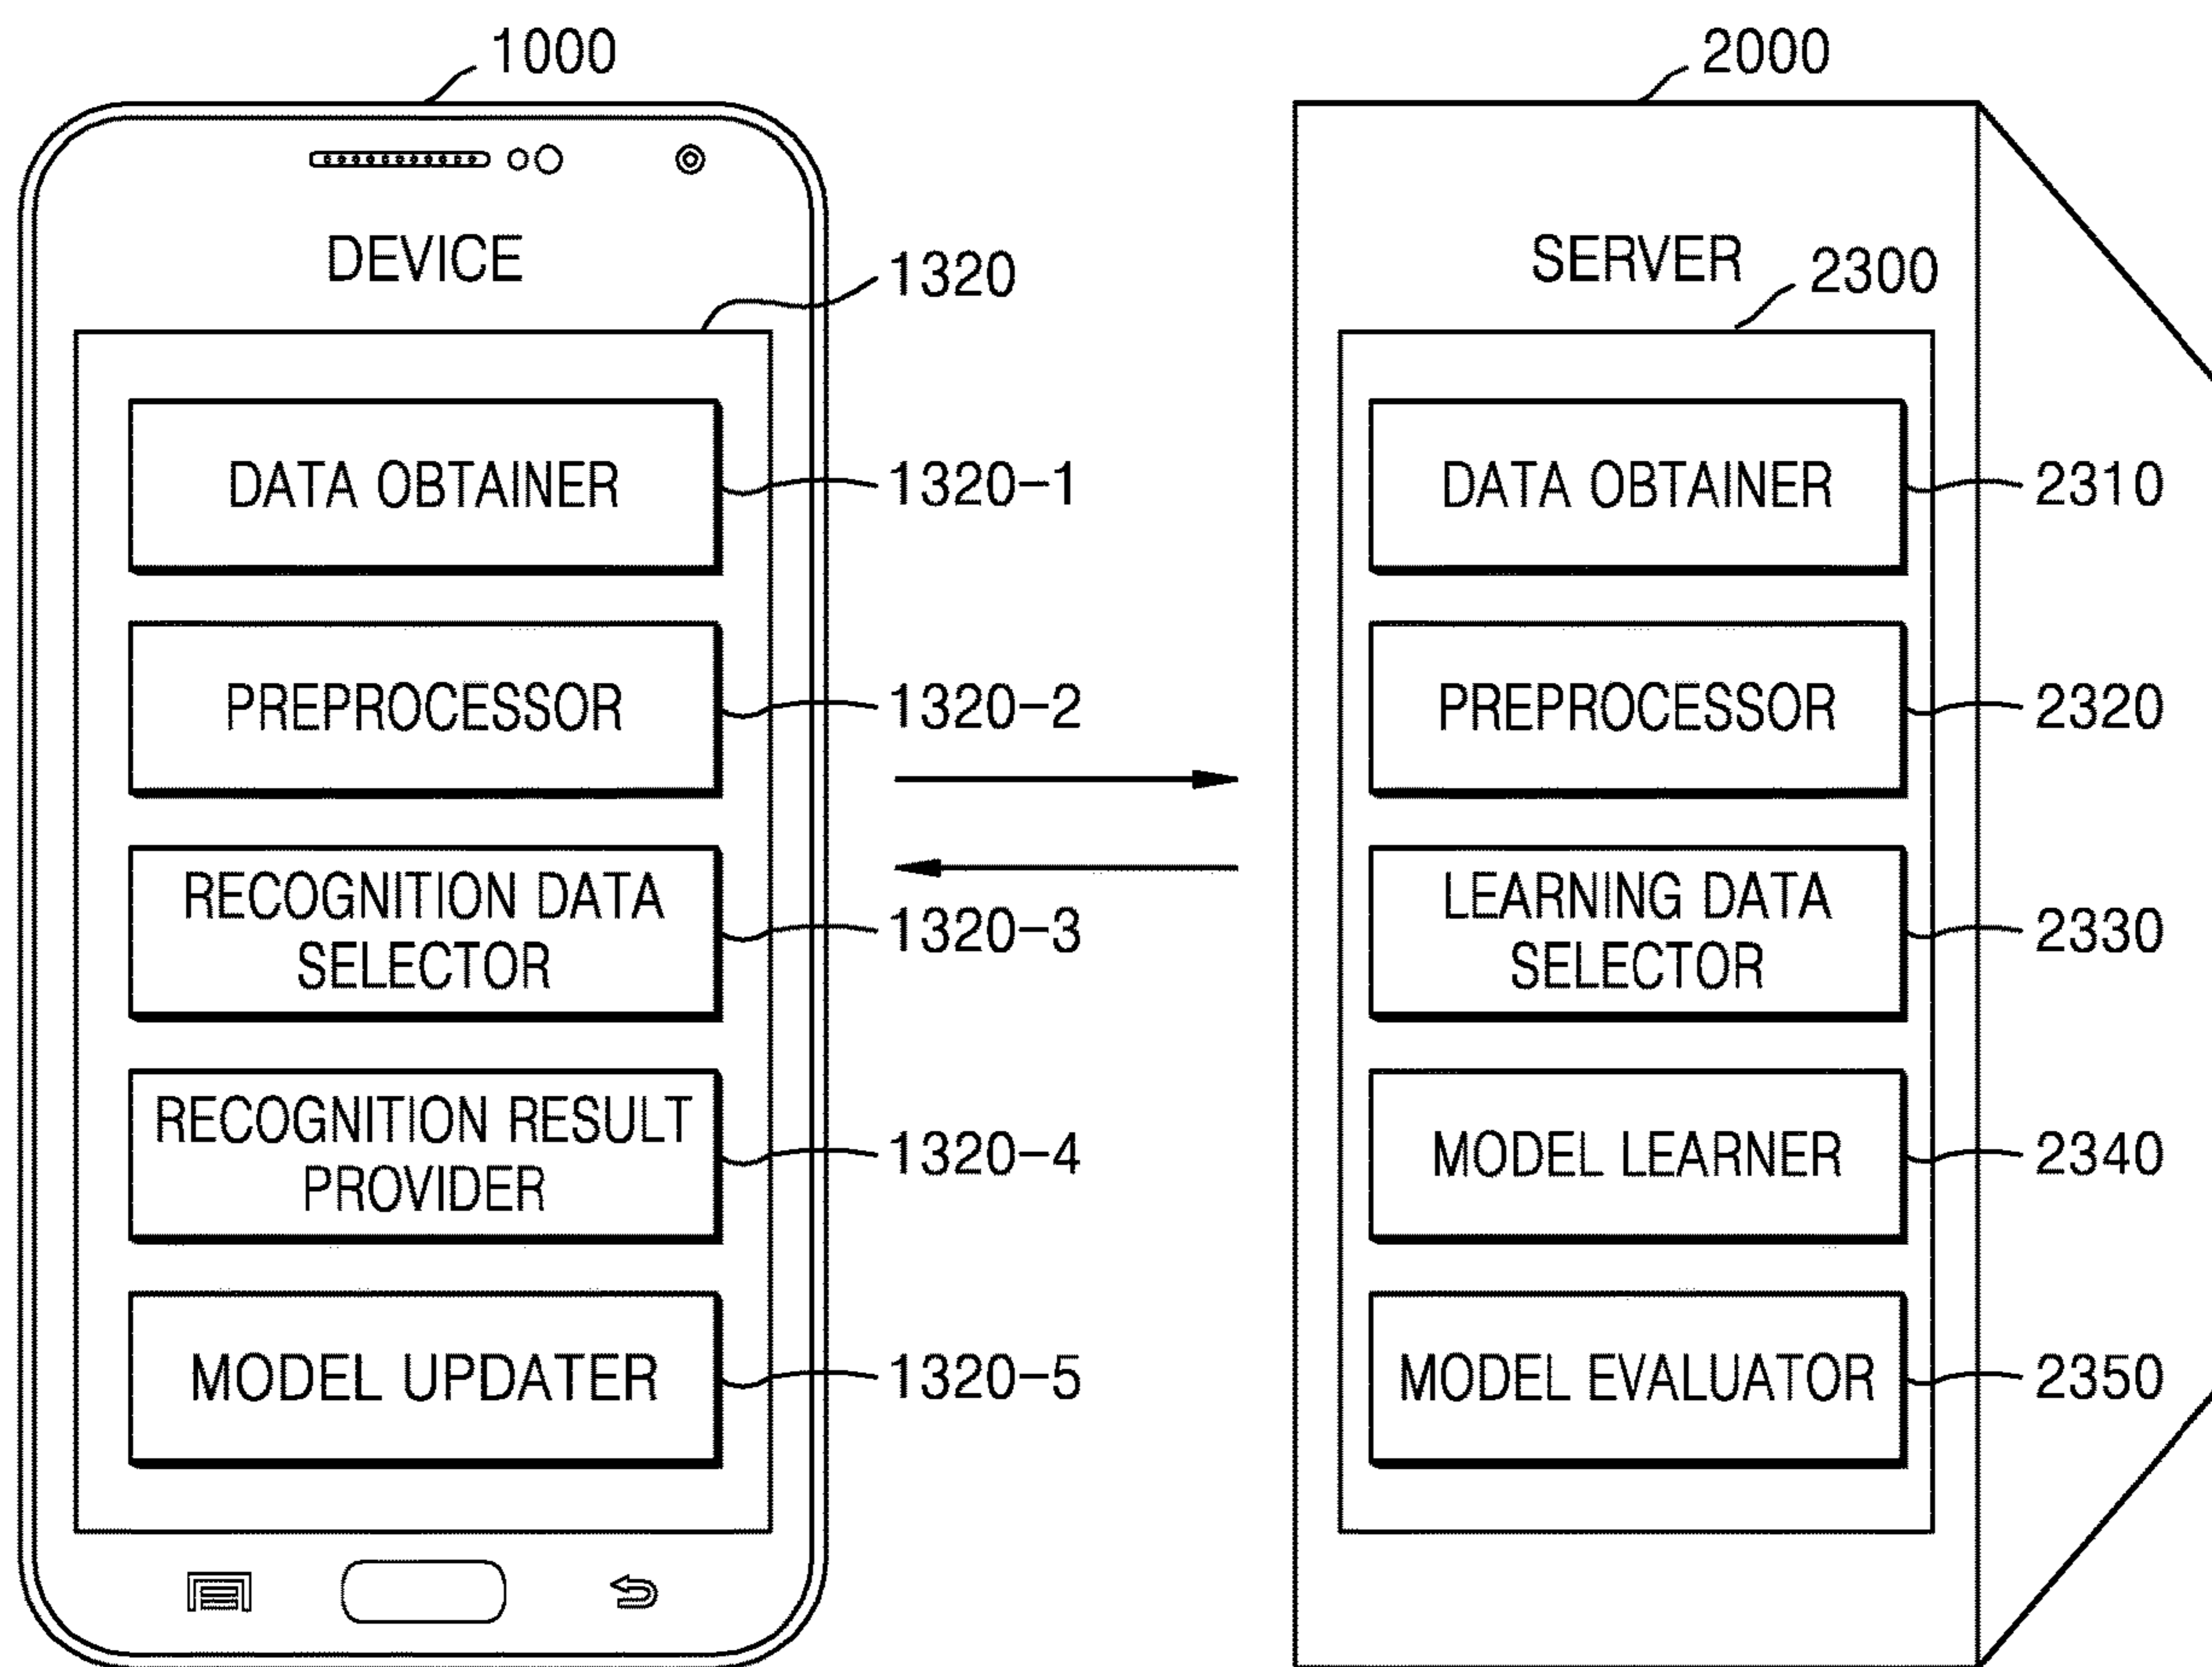 1000
DEVICE
1320
DATA OBTAINER
1320-1
PREPROCESSOR
1320-2
RECOGNITION DATA
SELECTOR
1320-3
RECOGNITION RESULT
PROVIDER
1320-4
MODEL UPDATER
1320-5
2000
SERVER
2300
DATA OBTAINER
2310
PREPROCESSOR
2320
LEARNING DATA
SELECTOR
2330
MODEL LEARNER
2340
MODEL EVALUATOR
2350